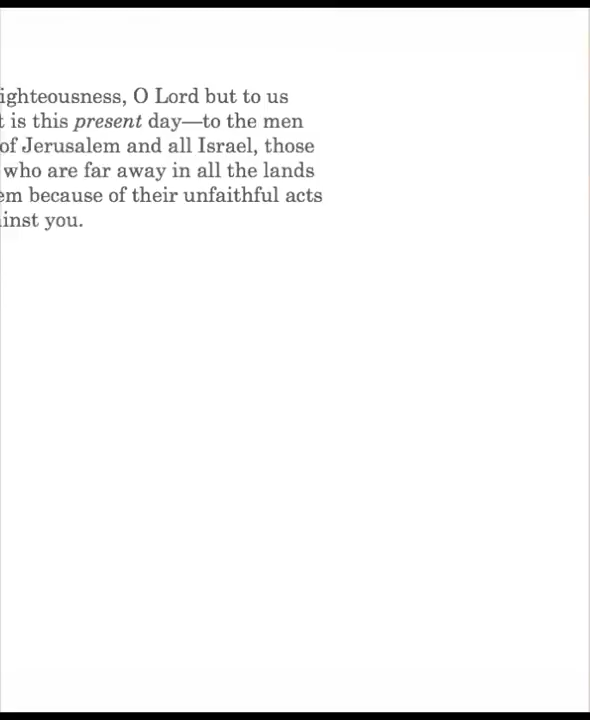 ighteousness, O Lord but to us
t is this present day—to the men
of Jerusalem and all Israel, those
who are far away in all the lands
em because of their unfaithful acts
inst you.